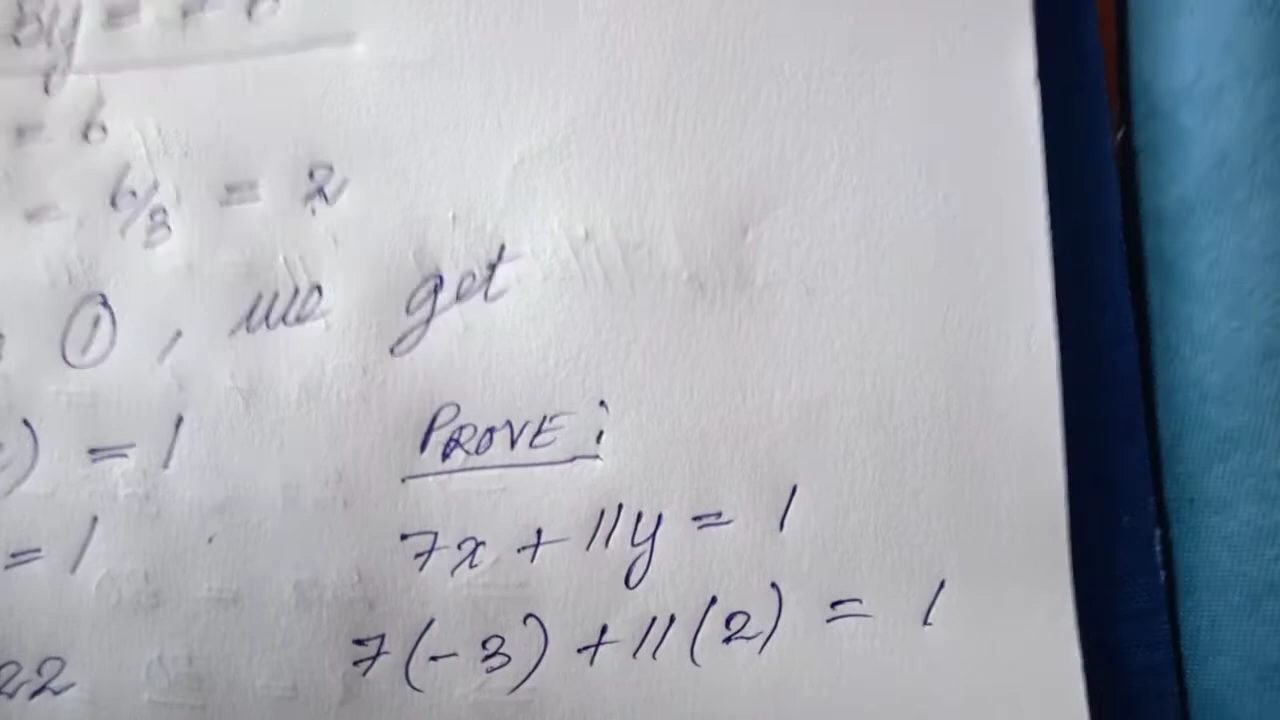 = 6
= 6/3 = 2
①, we get
) = 1
= 1
22
PROVE :
7x + 11y = 1
7(-3) + 11(2) = 1